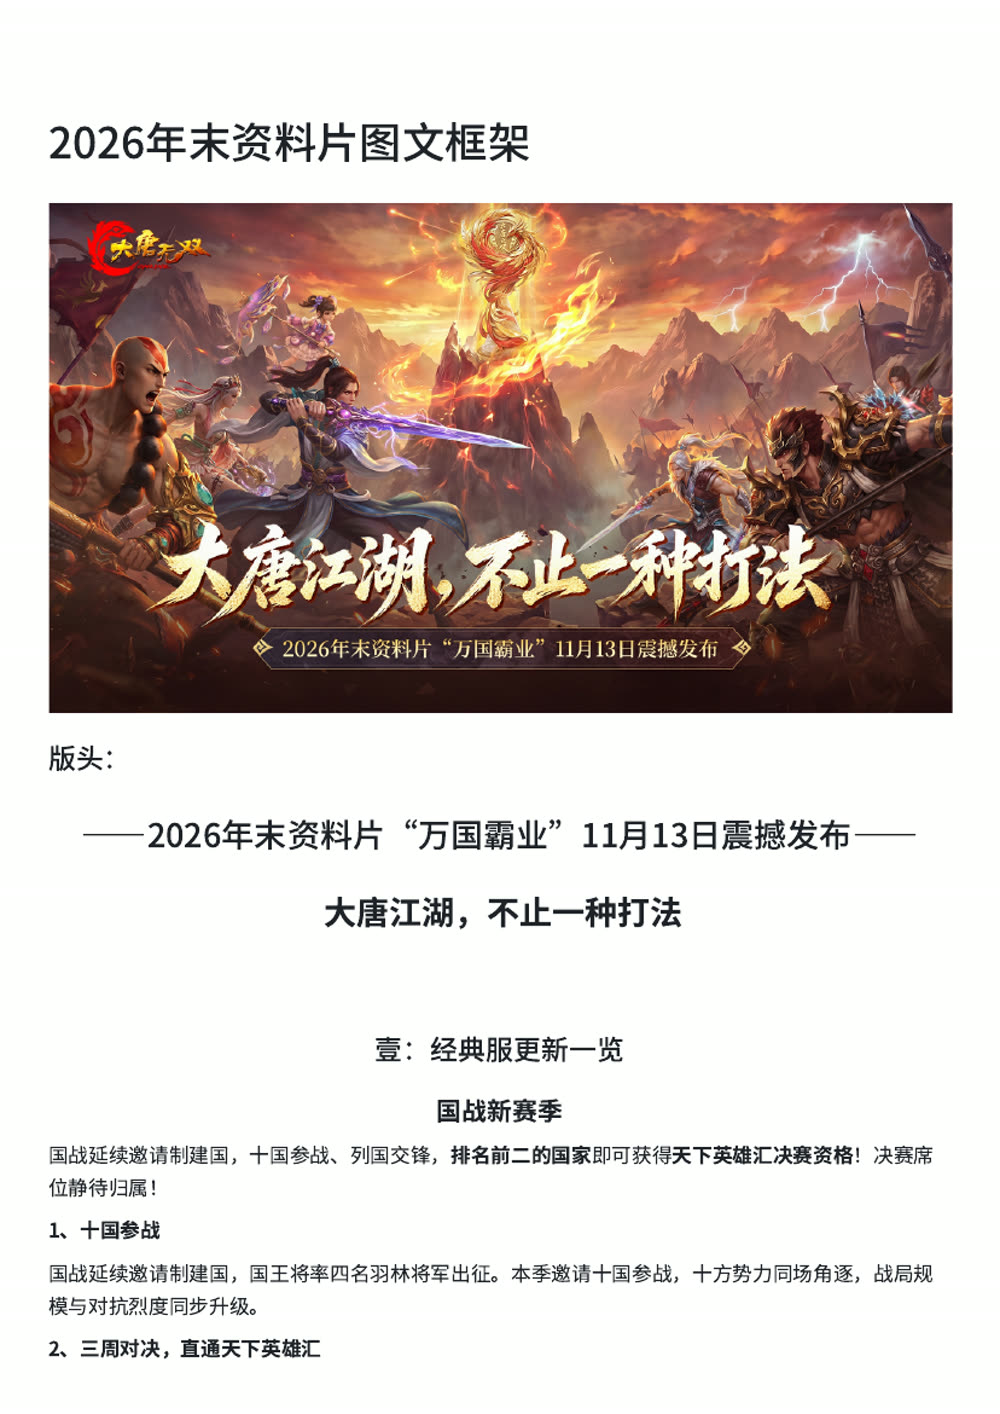 2026年末资料片图文框架
大唐无双
大唐江湖，不止一种打法
2026年末资料片“万国霸业”11月13日震撼发布
版头：
——2026年末资料片“万国霸业”11月13日震撼发布——
大唐江湖，不止一种打法
壹：经典服更新一览
国战新赛季
国战延续邀请制建国，十国参战、列国交锋，排名前二的国家即可获得天下英雄汇决赛资格！决赛席
位静待归属！
1、十国参战
国战延续邀请制建国，国王将率四名羽林将军出征。本季邀请十国参战，十方势力同场角逐，战局规
模与对抗烈度同步升级。
2、三周对决，直通天下英雄汇